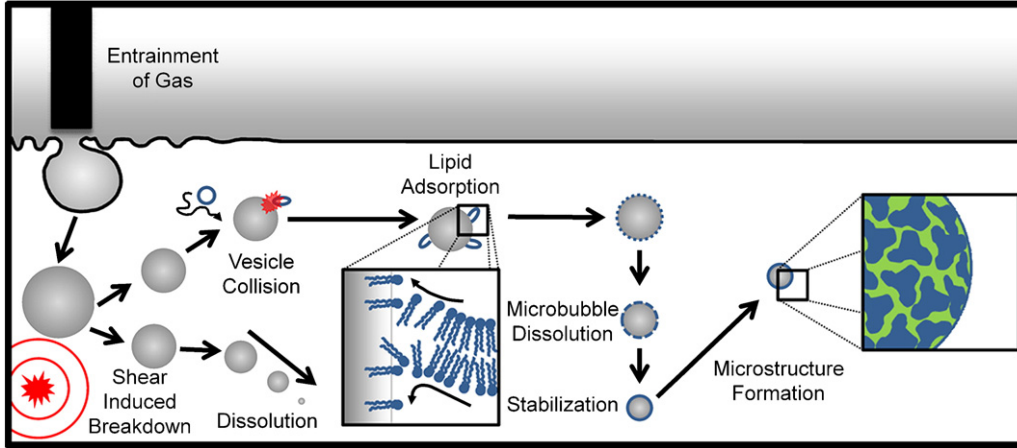 Entrainment
of Gas
Lipid
Adsorption
Vesicle
Collision
Microbubble
Dissolution
Shear
Induced
Breakdown
Dissolution
Stabilization
Microstructure
Formation